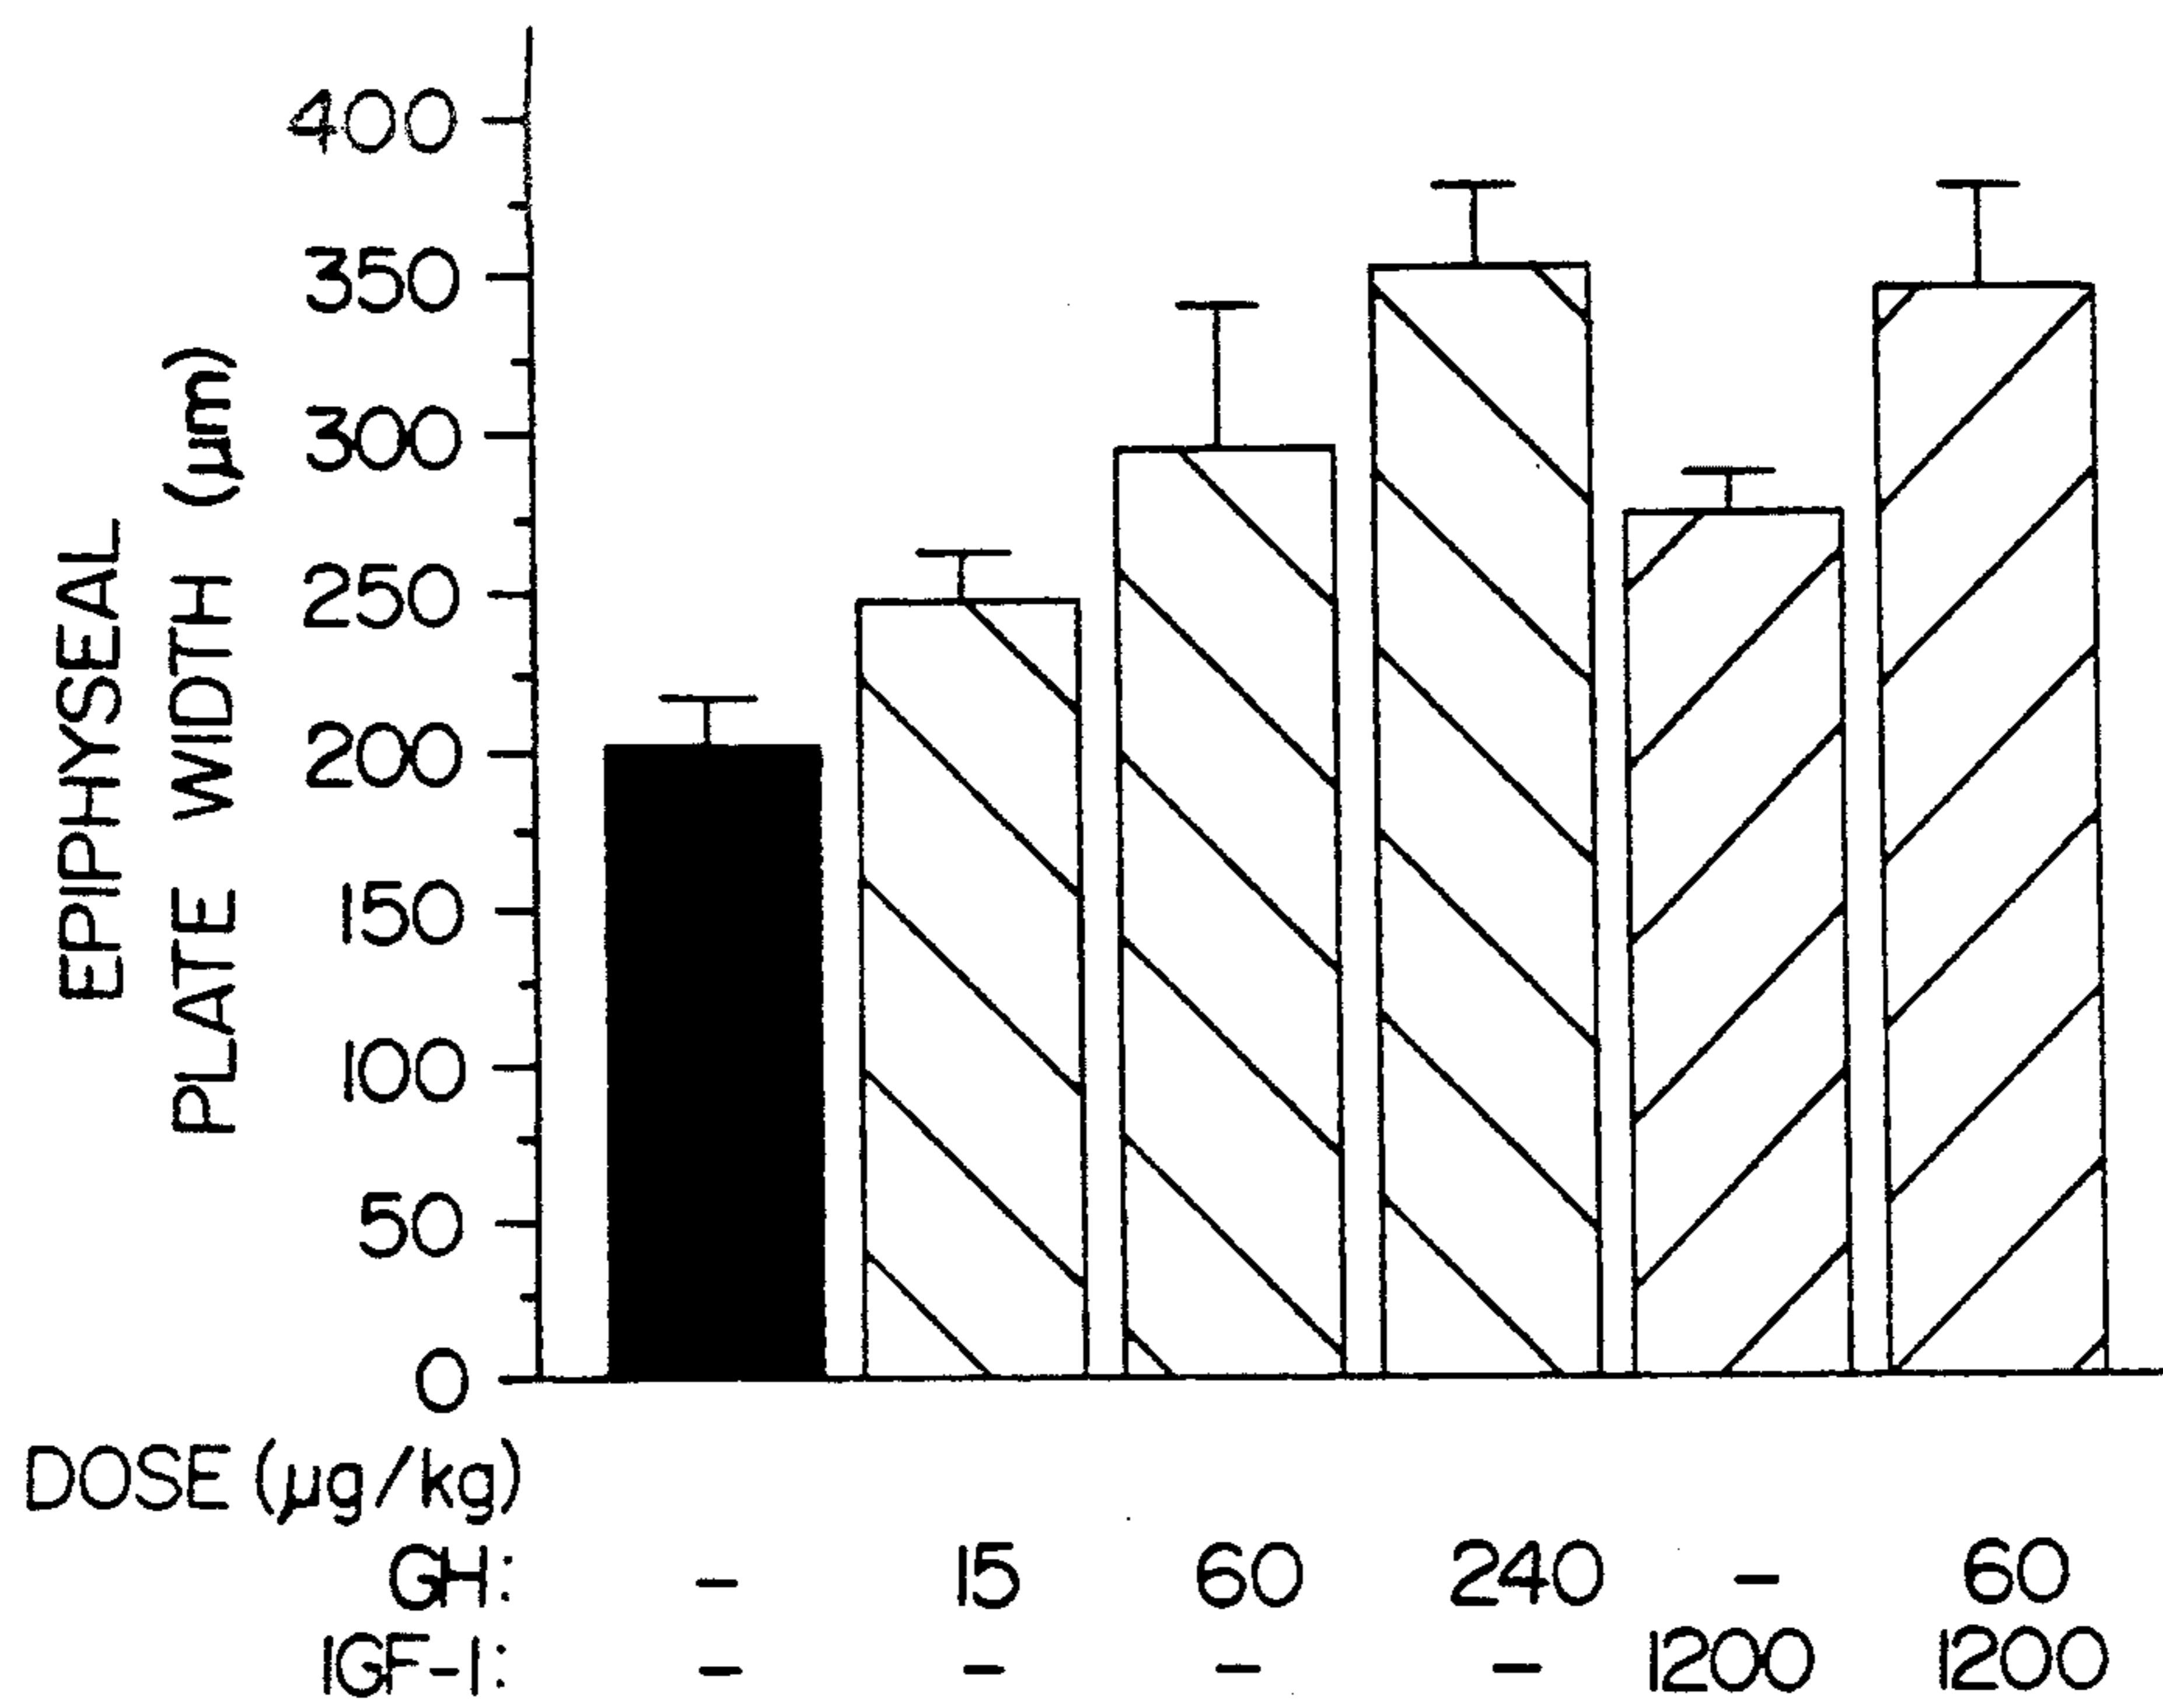 EPIPHYSEAL
PLATE WIDTH (μm)
400
350
300
250
200
150
100
50
0
DOSE (μg/kg)
GH: - 15 60 240 - 60
IGF-I: - - - - 1200 1200